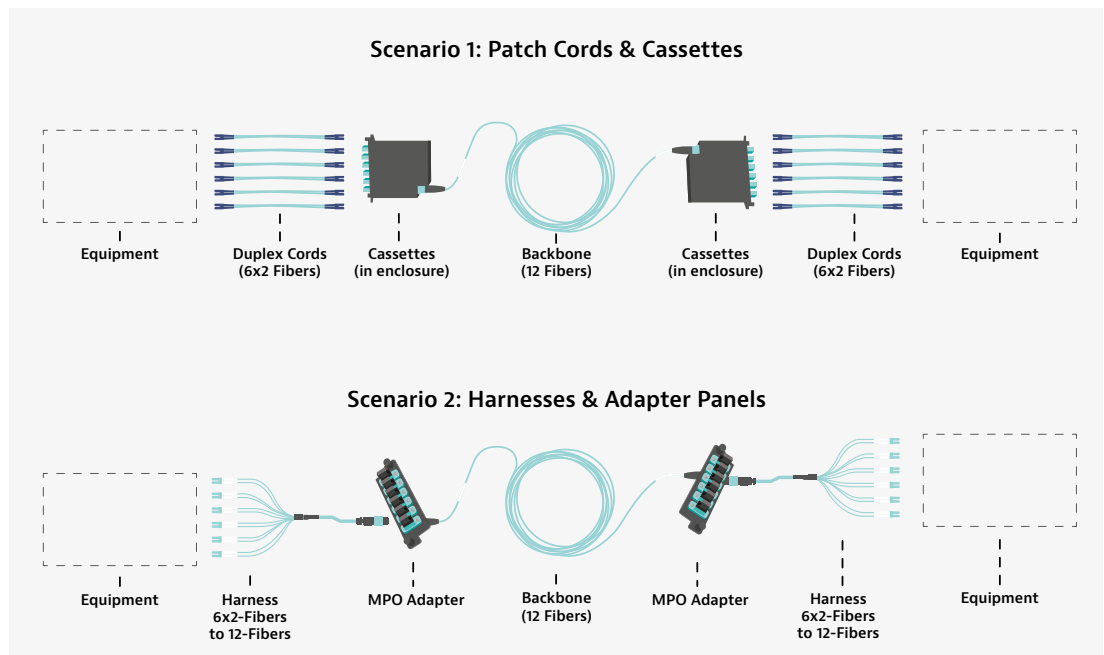 Scenario 1: Patch Cords & Cassettes
Equipment
Duplex Cords
(6x2 Fibers)
Cassettes
(in enclosure)
Backbone
(12 Fibers)
Cassettes
(in enclosure)
Duplex Cords
(6x2 Fibers)
Equipment
Scenario 2: Harnesses & Adapter Panels
Equipment
Harness
6x2-Fibers
to 12-Fibers
MPO Adapter
Backbone
(12 Fibers)
MPO Adapter
Harness
6x2-Fibers
to 12-Fibers
Equipment